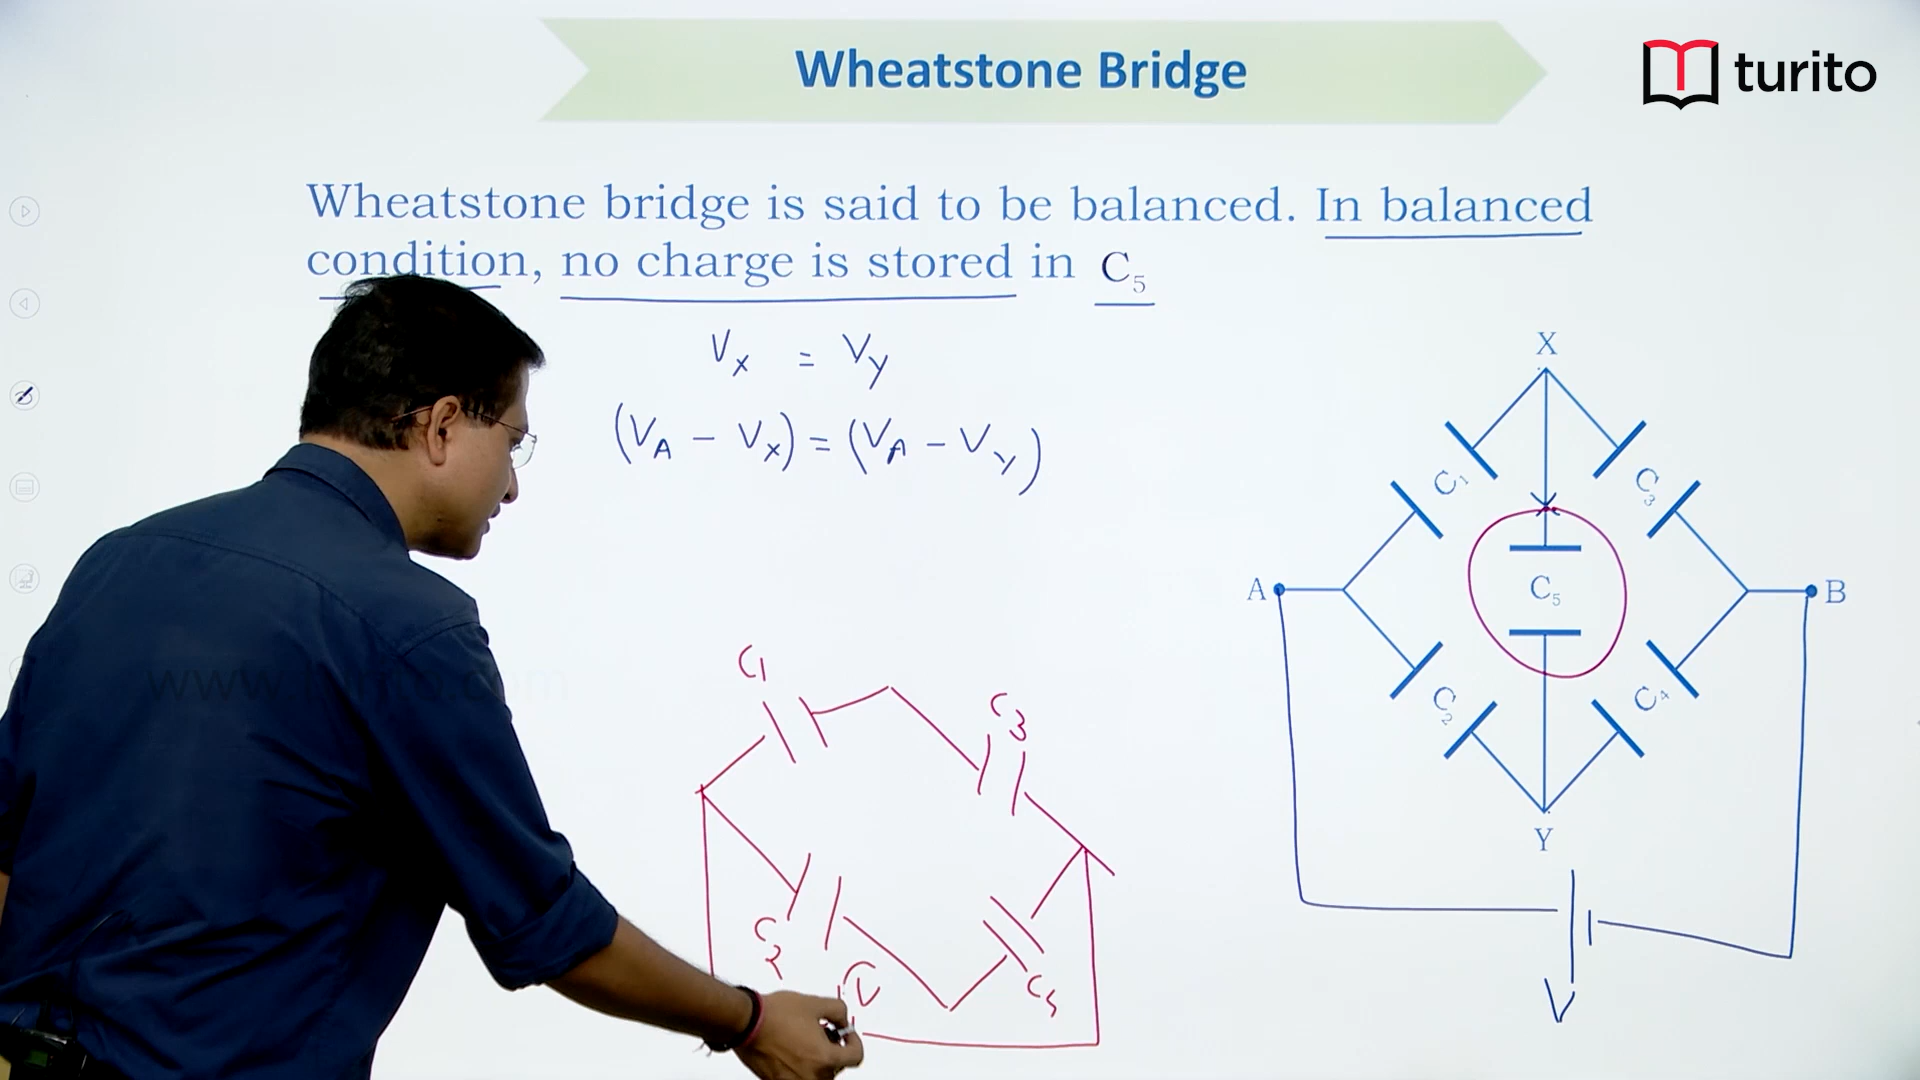 Wheatstone Bridge
turito
Wheatstone bridge is said to be balanced. In balanced
condition, no charge is stored in C₅
Vx = Vy
(VA - Vx) = (VA - Vy)
X
C₁
C₃
A
C₅
B
C₂
C₄
Y
V
C1
C3
C2